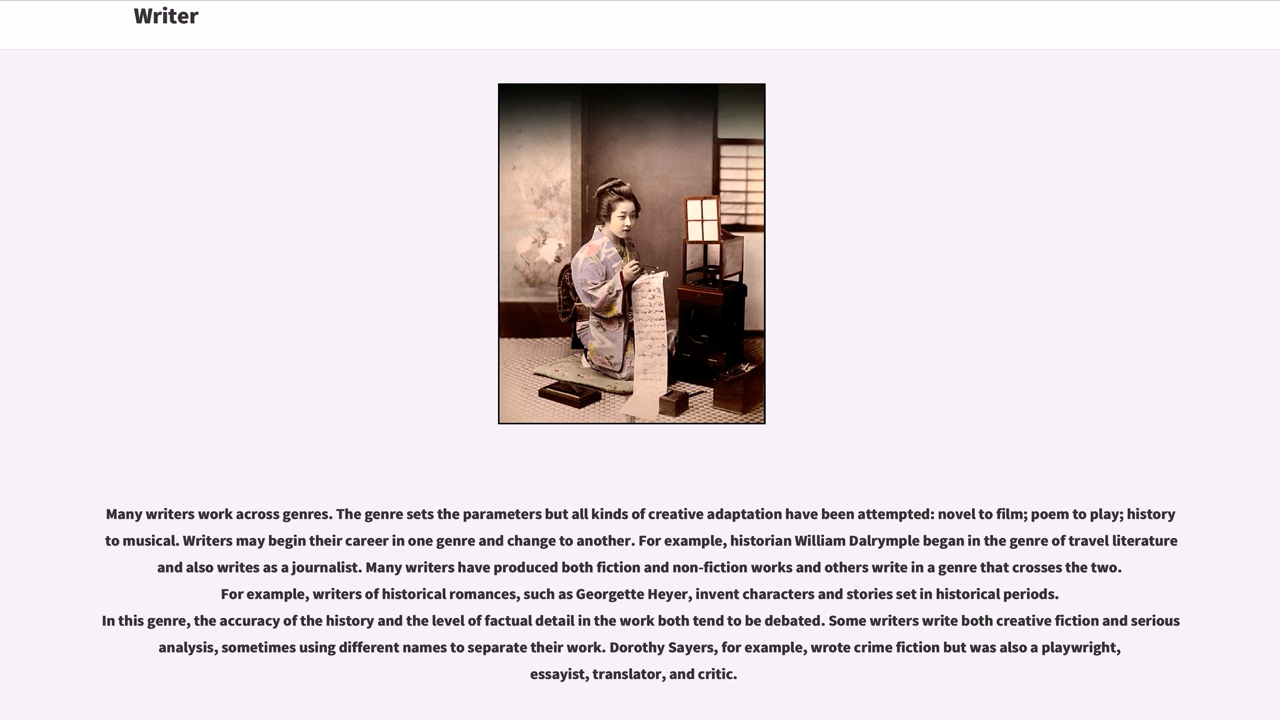 Writer
Many writers work across genres. The genre sets the parameters but all kinds of creative adaptation have been attempted: novel to film; poem to play; history
to musical. Writers may begin their career in one genre and change to another. For example, historian William Dalrymple began in the genre of travel literature
and also writes as a journalist. Many writers have produced both fiction and non-fiction works and others write in a genre that crosses the two.
For example, writers of historical romances, such as Georgette Heyer, invent characters and stories set in historical periods.
In this genre, the accuracy of the history and the level of factual detail in the work both tend to be debated. Some writers write both creative fiction and serious
analysis, sometimes using different names to separate their work. Dorothy Sayers, for example, wrote crime fiction but was also a playwright,
essayist, translator, and critic.